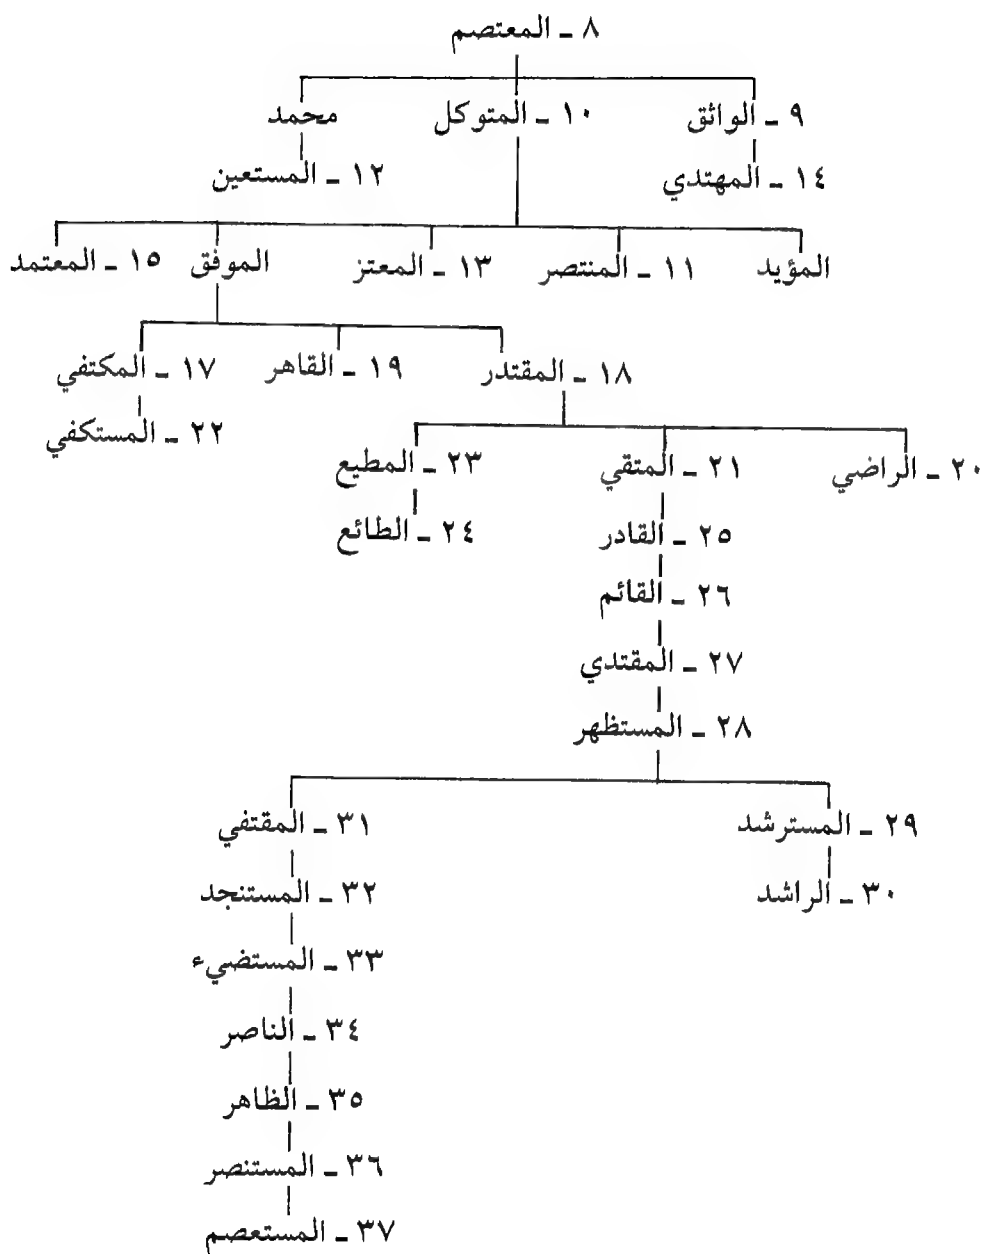 ٨ ـ المعتصم
٩ ـ الواثق ١٠ ـ المتوكل محمد
١٤ ـ المهتدي ١٢ ـ المستعين
المؤيد ١١ ـ المنتصر ١٣ ـ المعتز الموفق ١٥ ـ المعتمد
١٨ ـ المقتدر ١٩ ـ القاهر ١٧ ـ المكتفي
٢٢ ـ المستكفي
٢٠ ـ الراضي ٢١ ـ المتقي ٢٣ ـ المطيع
٢٥ ـ القادر ٢٤ ـ الطائع
٢٦ ـ القائم
٢٧ ـ المقتدي
٢٨ ـ المستظهر
٢٩ ـ المسترشد ٣١ ـ المقتفي
٣٠ ـ الراشد ٣٢ ـ المستنجد
٣٣ ـ المستضيء
٣٤ ـ الناصر
٣٥ ـ الظاهر
٣٦ ـ المستنصر
٣٧ ـ المستعصم